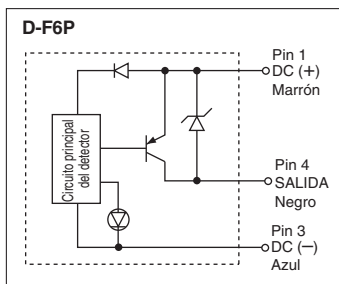 D-F6P
Pin 1
DC (+)
Marrón
Circuito principal
del detector
Pin 4
SALIDA
Negro
Pin 3
DC (−)
Azul